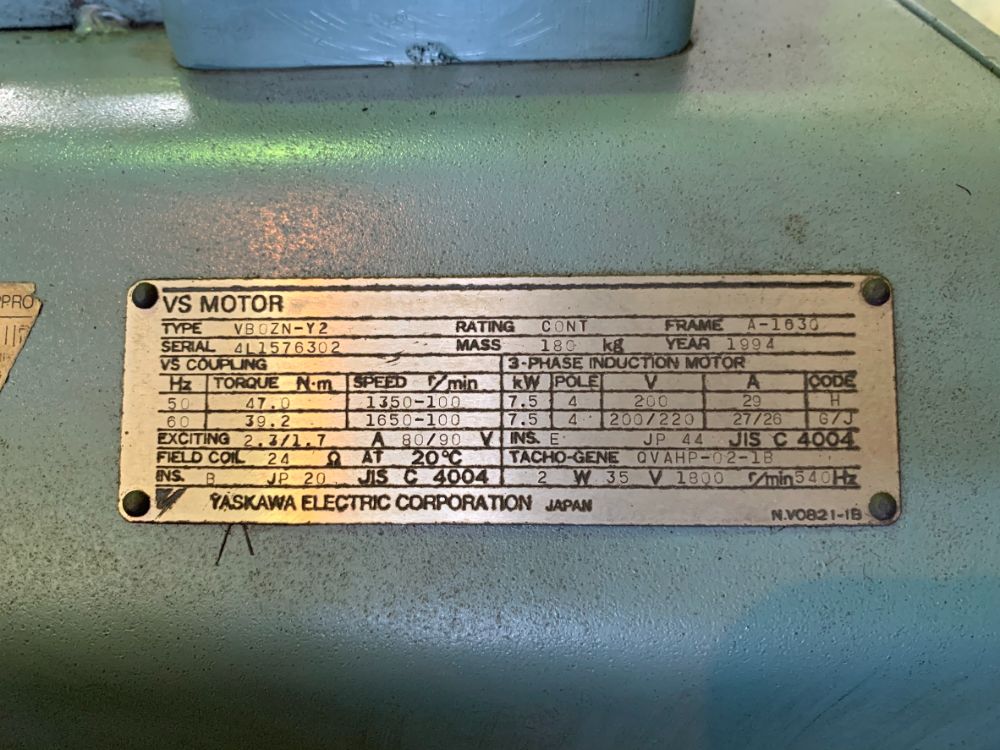 PPRO
VS MOTOR
TYPE VBOZN-Y2 RATING CONT FRAME A-1630
SERIAL 4L1576302 MASS 180 kg YEAR 1994
VS COUPLING 3-PHASE INDUCTION MOTOR
Hz TORQUE N·m SPEED r/min kW POLE V A CODE
50 47.0 1350-100 7.5 4 200 29 H
60 39.2 1650-100 7.5 4 200/220 27/26 G/J
EXCITING 2.3/1.7 A 80/90 V INS. E JP 44 JIS C 4004
FIELD COIL 24 Ω AT 20°C TACHO-GENE QVAHP-02-1B
INS. B JP 20 JIS C 4004 2 W 35 V 1800 r/min 540 Hz
YASKAWA ELECTRIC CORPORATION JAPAN N.V0821-1B